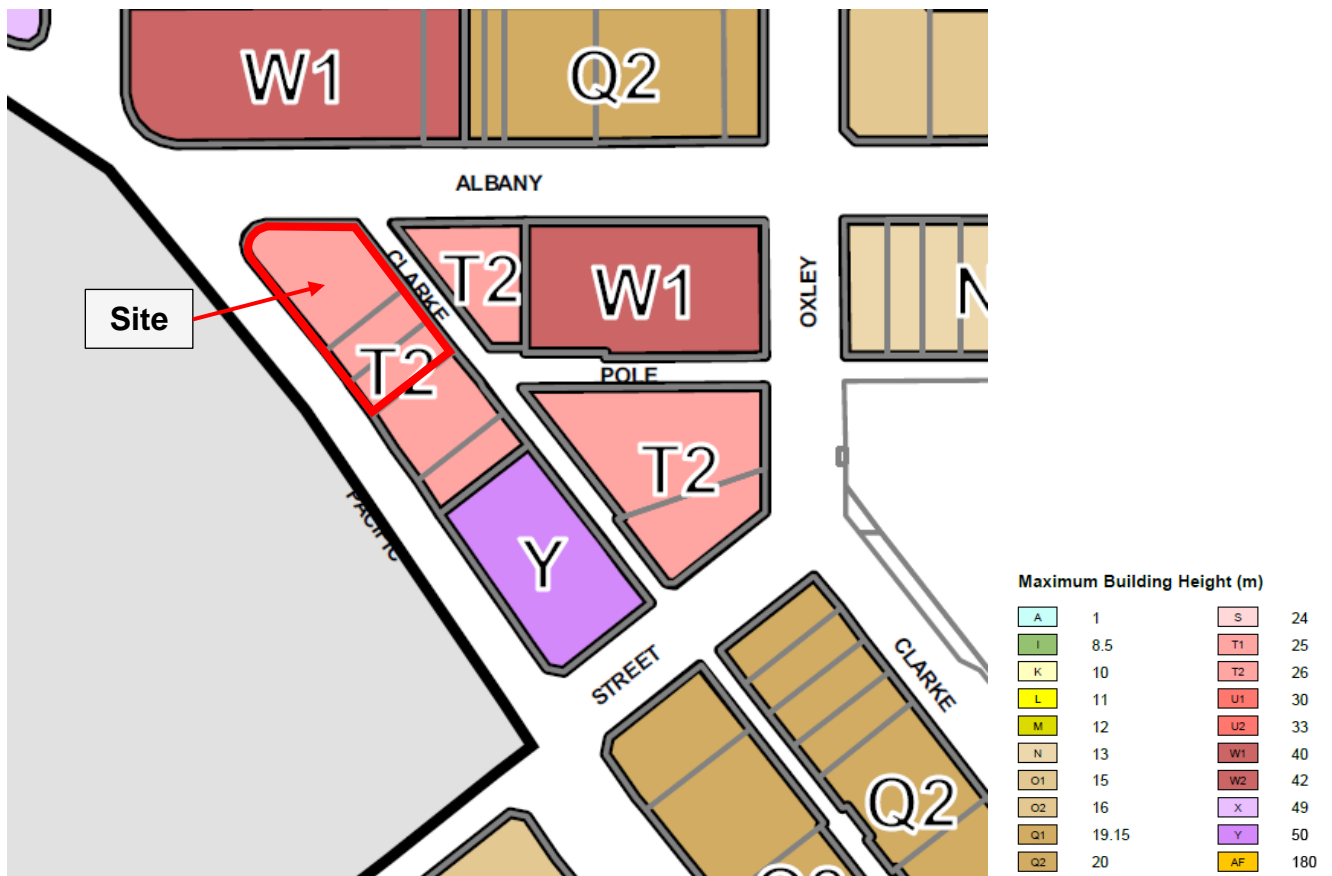 W1
Q2
ALBANY
CLARKE
T2
W1
OXLEY
N
Site
T2
POLE
T2
PACIFIC
Y
STREET
CLARKE
Q2
Maximum Building Height (m)
A 1 S 24
I 8.5 T1 25
K 10 T2 26
L 11 U1 30
M 12 U2 33
N 13 W1 40
O1 15 W2 42
O2 16 X 49
Q1 19.15 Y 50
Q2 20 AF 180